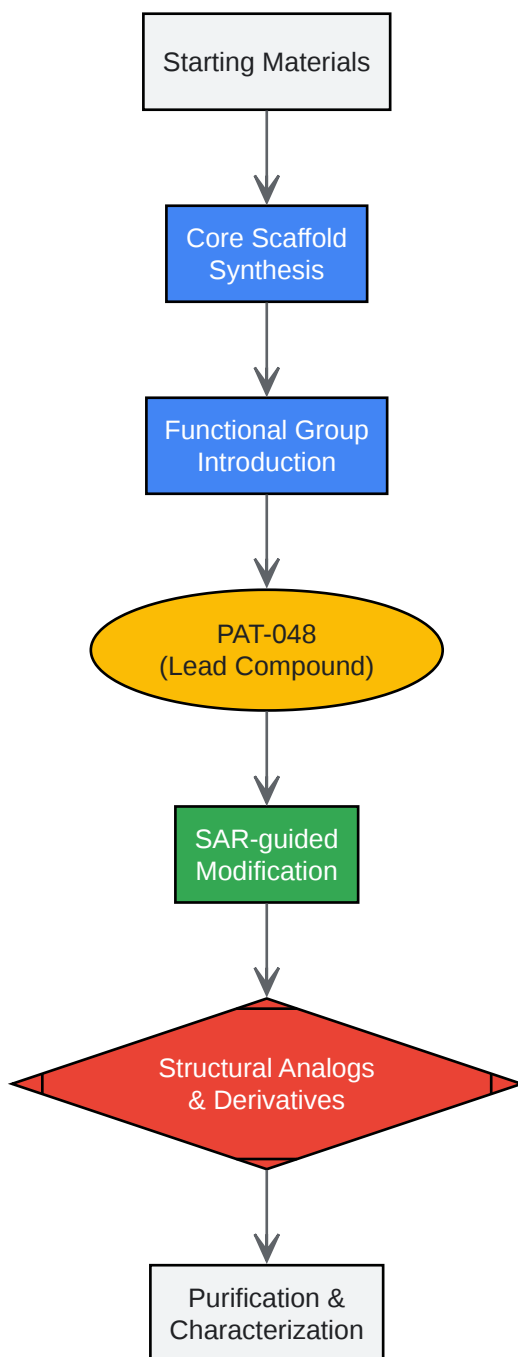 Starting Materials
Core Scaffold
Synthesis
Functional Group
Introduction
PAT-048
(Lead Compound)
SAR-guided
Modification
Structural Analogs
& Derivatives
Purification &
Characterization